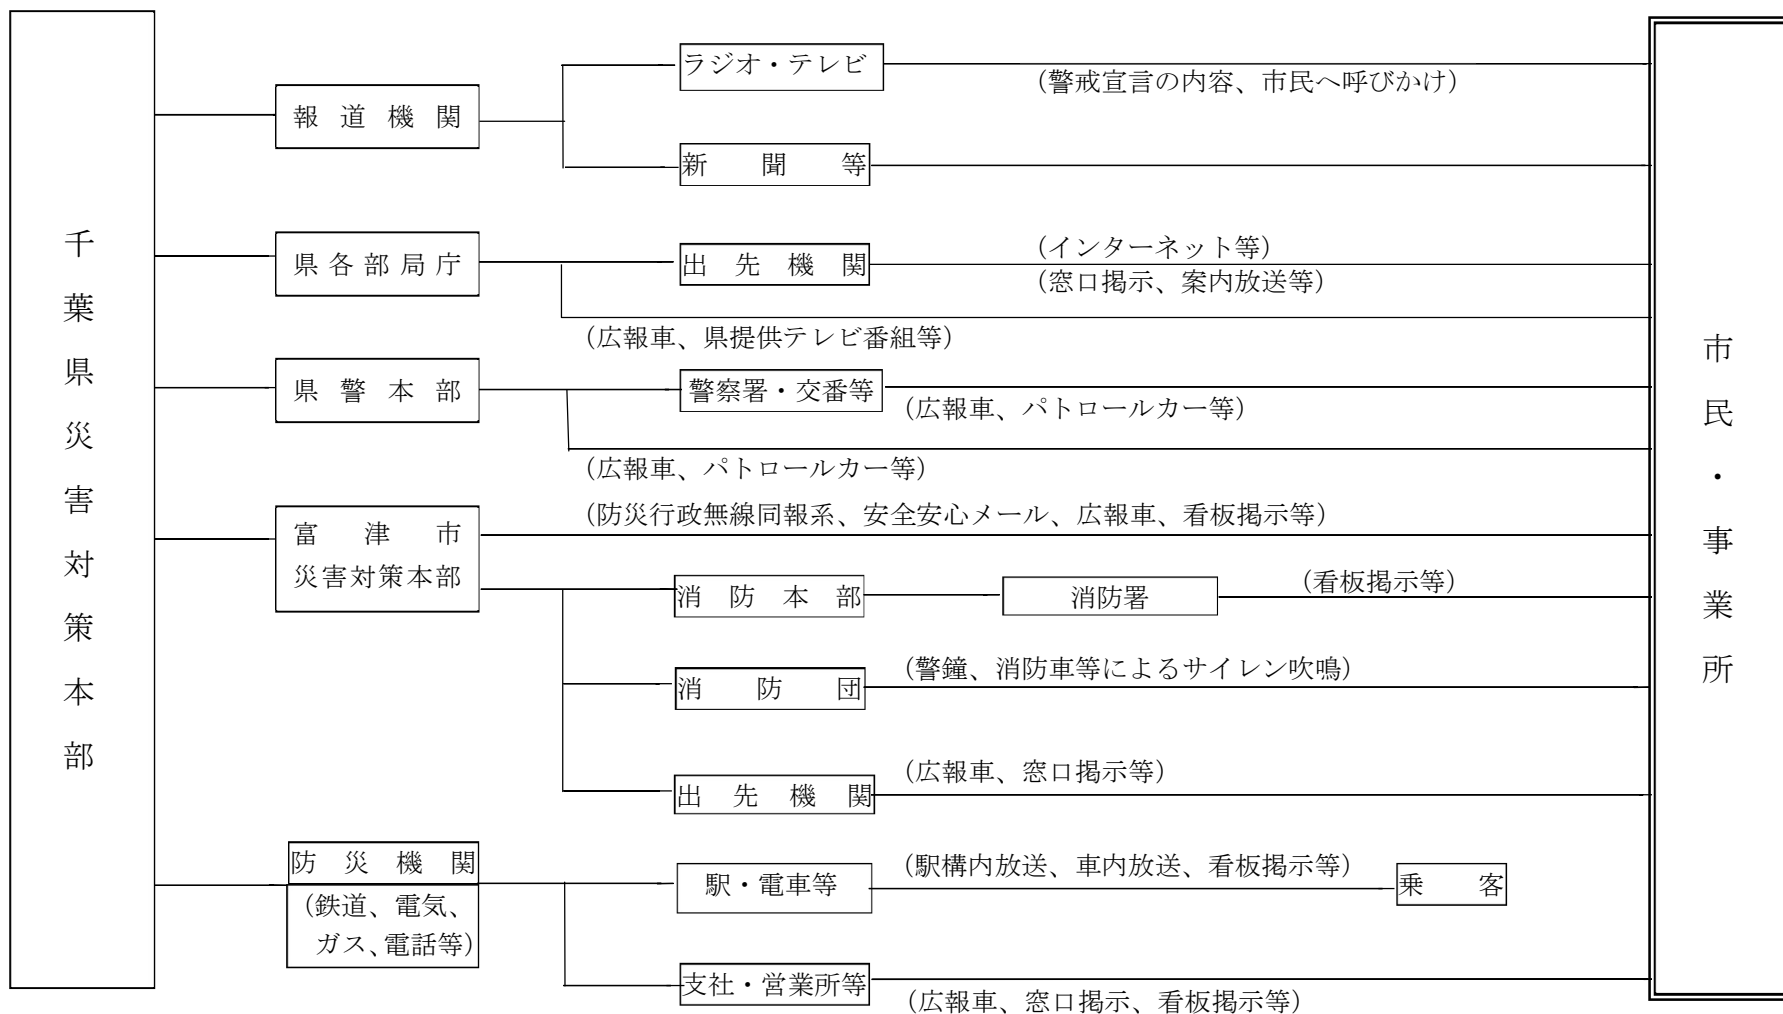 千葉県災害対策本部
報道機関
ラジオ・テレビ
(警戒宣言の内容、市民へ呼びかけ)
新聞等
県各部局庁
出先機関
(インターネット等)
(窓口掲示、案内放送等)
(広報車、県提供テレビ番組等)
県警本部
警察署・交番等
(広報車、パトロールカー等)
(広報車、パトロールカー等)
富津市
災害対策本部
(防災行政無線同報系、安全安心メール、広報車、看板掲示等)
消防本部
消防署
(看板掲示等)
消防団
(警鐘、消防車等によるサイレン吹鳴)
出先機関
(広報車、窓口掲示等)
防災機関
(鉄道、電気、
ガス、電話等)
駅・電車等
(駅構内放送、車内放送、看板掲示等)
乗客
支社・営業所等
(広報車、窓口掲示、看板掲示等)
市民・事業所